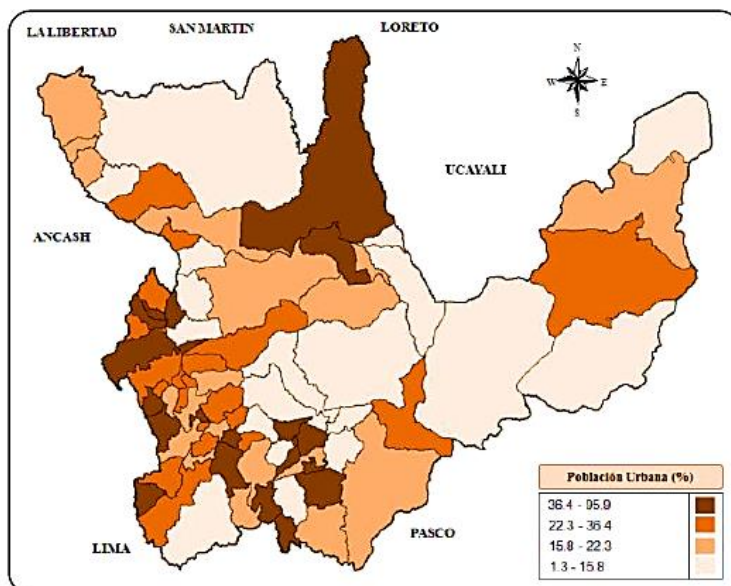 SAN MARTIN
LORETO
LA LIBERTAD
N
W E
S
UCAYALI
ANCASH
Población Urbana (%)
36.4 - 95.9
22.3 - 36.4
15.8 - 22.3
1.3 - 15.8
PASCO
LIMA